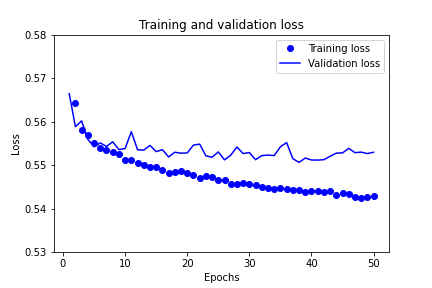 Training and validation loss
Training loss
Validation loss
0.58
0.57
0.56
0.55
0.54
0.53
Loss
0 10 20 30 40 50
Epochs